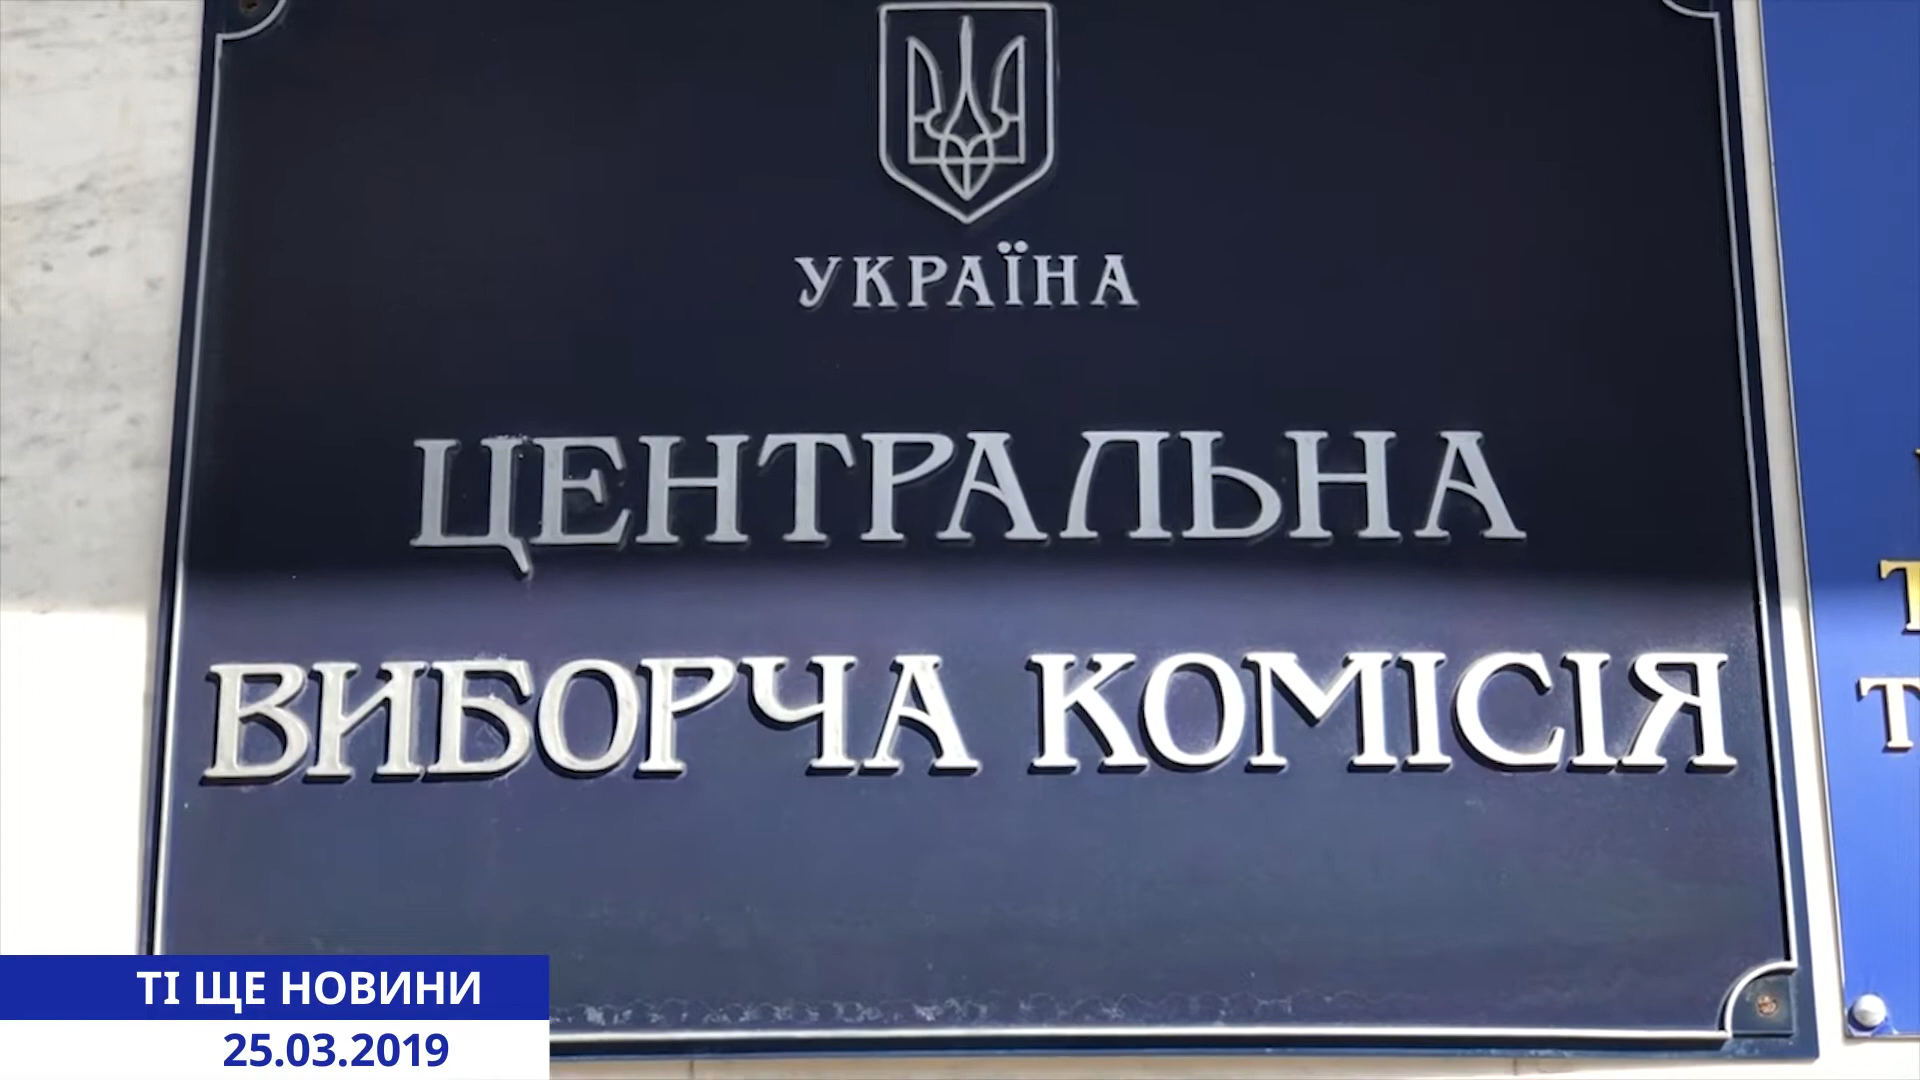 УКРАЇНА
ЦЕНТРАЛЬНА
ВИБОРЧА КОМІСІЯ
ТІ ЩЕ НОВИНИ
25.03.2019